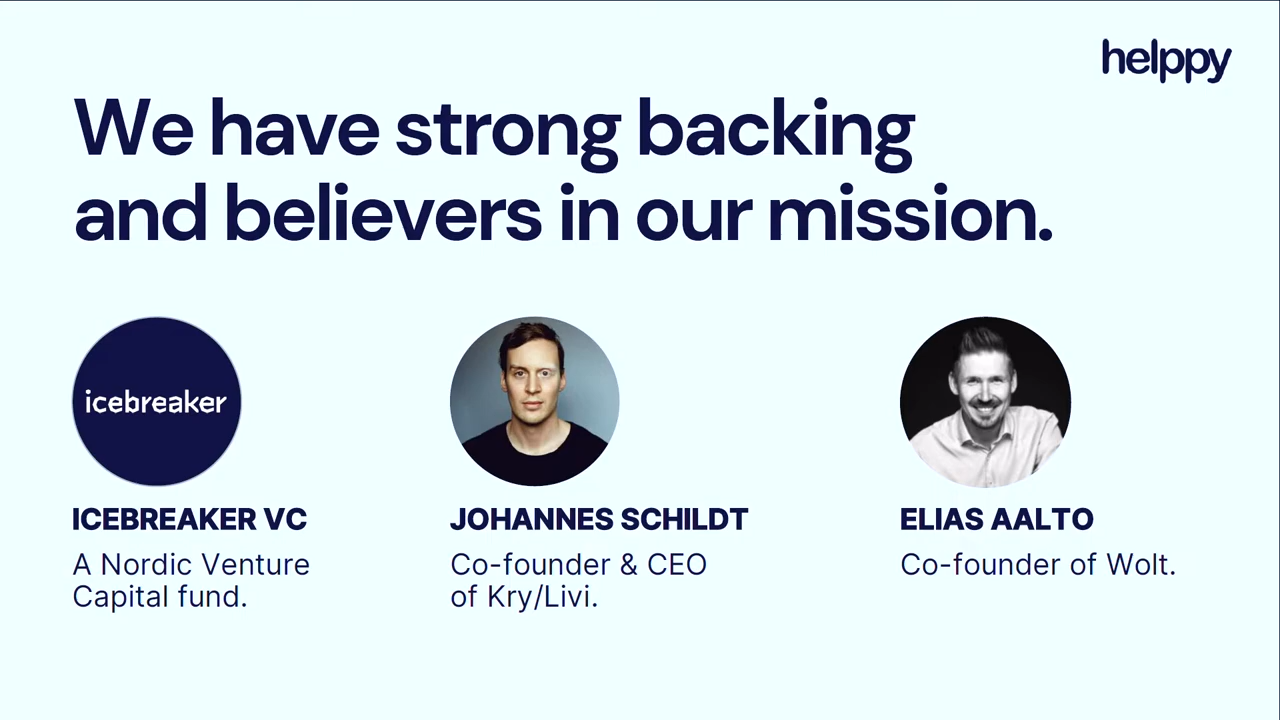 helppy
We have strong backing
and believers in our mission.
icebreaker
ICEBREAKER VC
A Nordic Venture
Capital fund.
JOHANNES SCHILDT
Co-founder & CEO
of Kry/Livi.
ELIAS AALTO
Co-founder of Wolt.